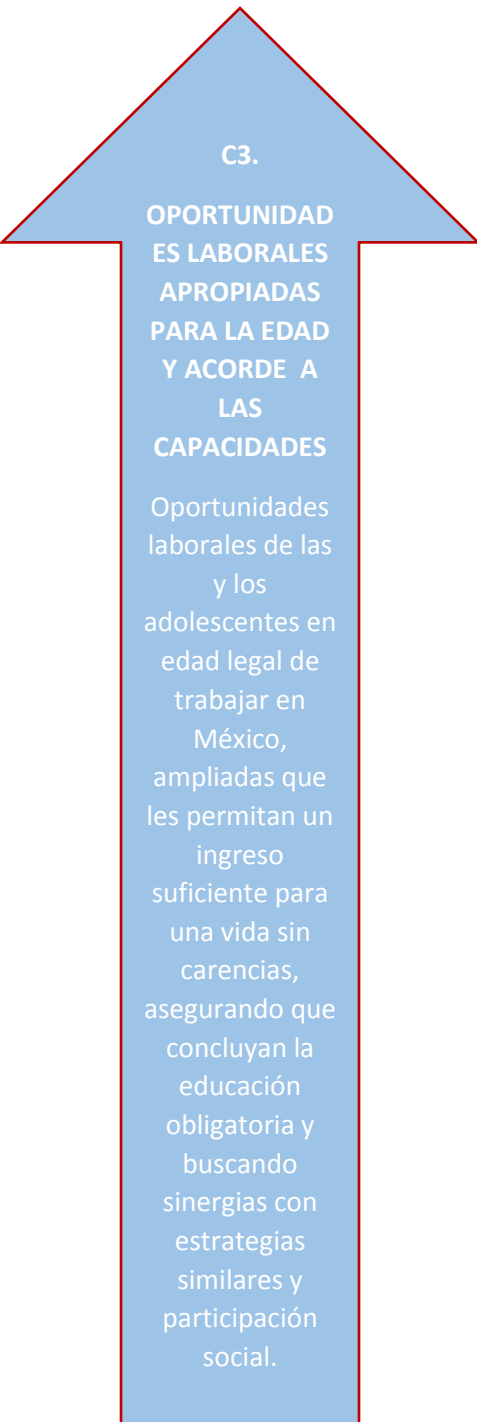 C3.
OPORTUNIDAD
ES LABORALES
APROPIADAS
PARA LA EDAD
Y ACORDE A
LAS
CAPACIDADES
Oportunidades
laborales de las
y los
adolescentes en
edad legal de
trabajar en
México,
ampliadas que
les permitan un
ingreso
suficiente para
una vida sin
carencias,
asegurando que
concluyan la
educación
obligatoria y
buscando
sinergias con
estrategias
similares y
participación
social.